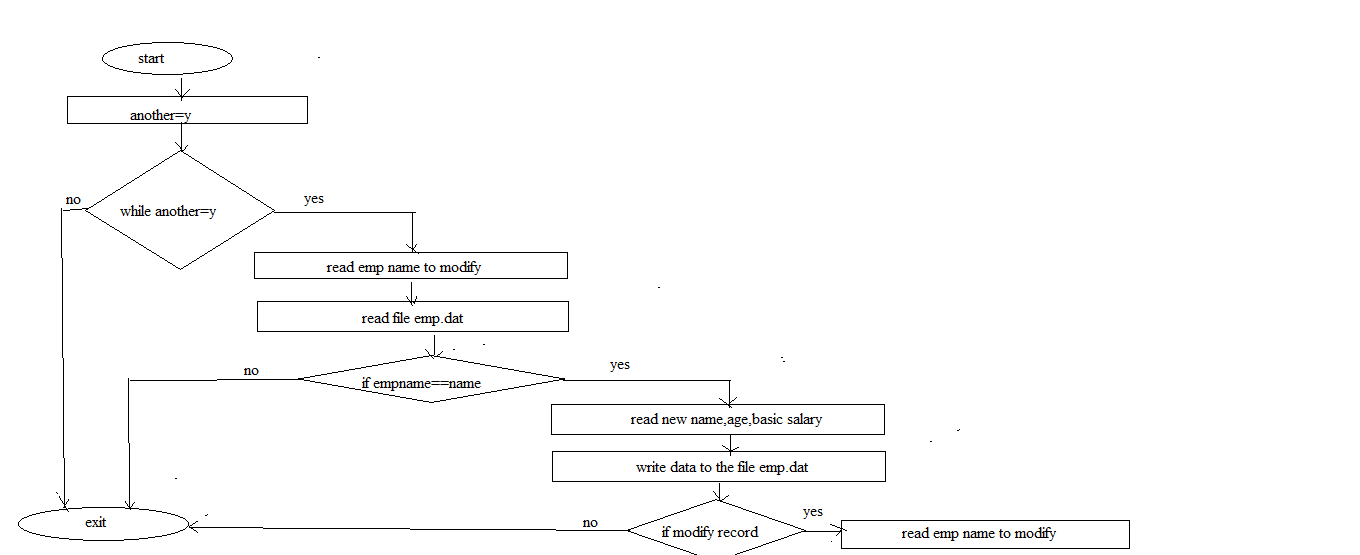 start
another=y
while another=y
no
yes
read emp name to modify
read file emp.dat
if empname==name
no
yes
read new name,age,basic salary
write data to the file emp.dat
if modify record
no
yes
read emp name to modify
exit